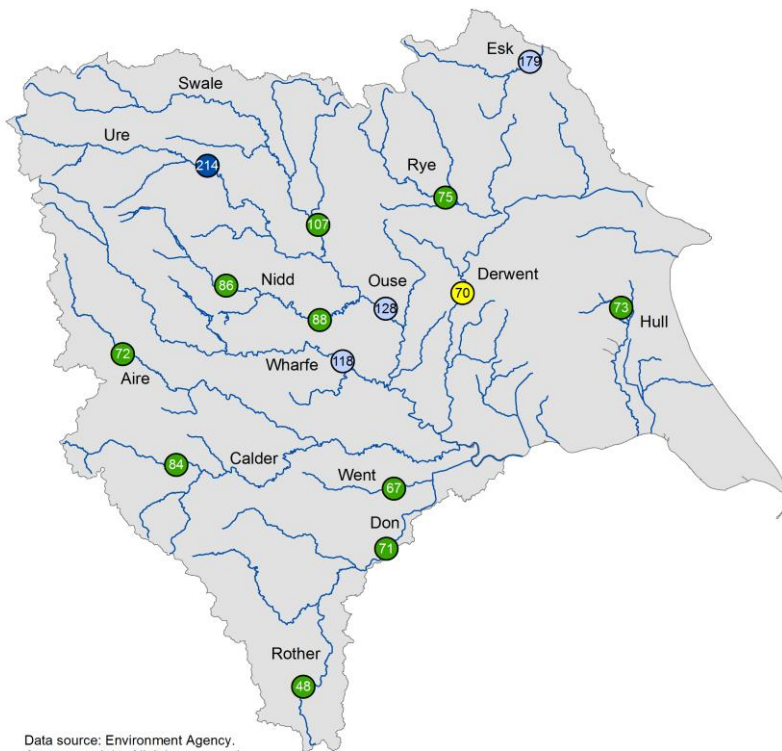 Esk
179
Swale
Ure
214
Rye
75
107
Nidd
86
Ouse
128
Derwent
70
88
73
Hull
72
Aire
Wharfe
118
Calder
84
Went
67
Don
71
Rother
48
Data source: Environment Agency.